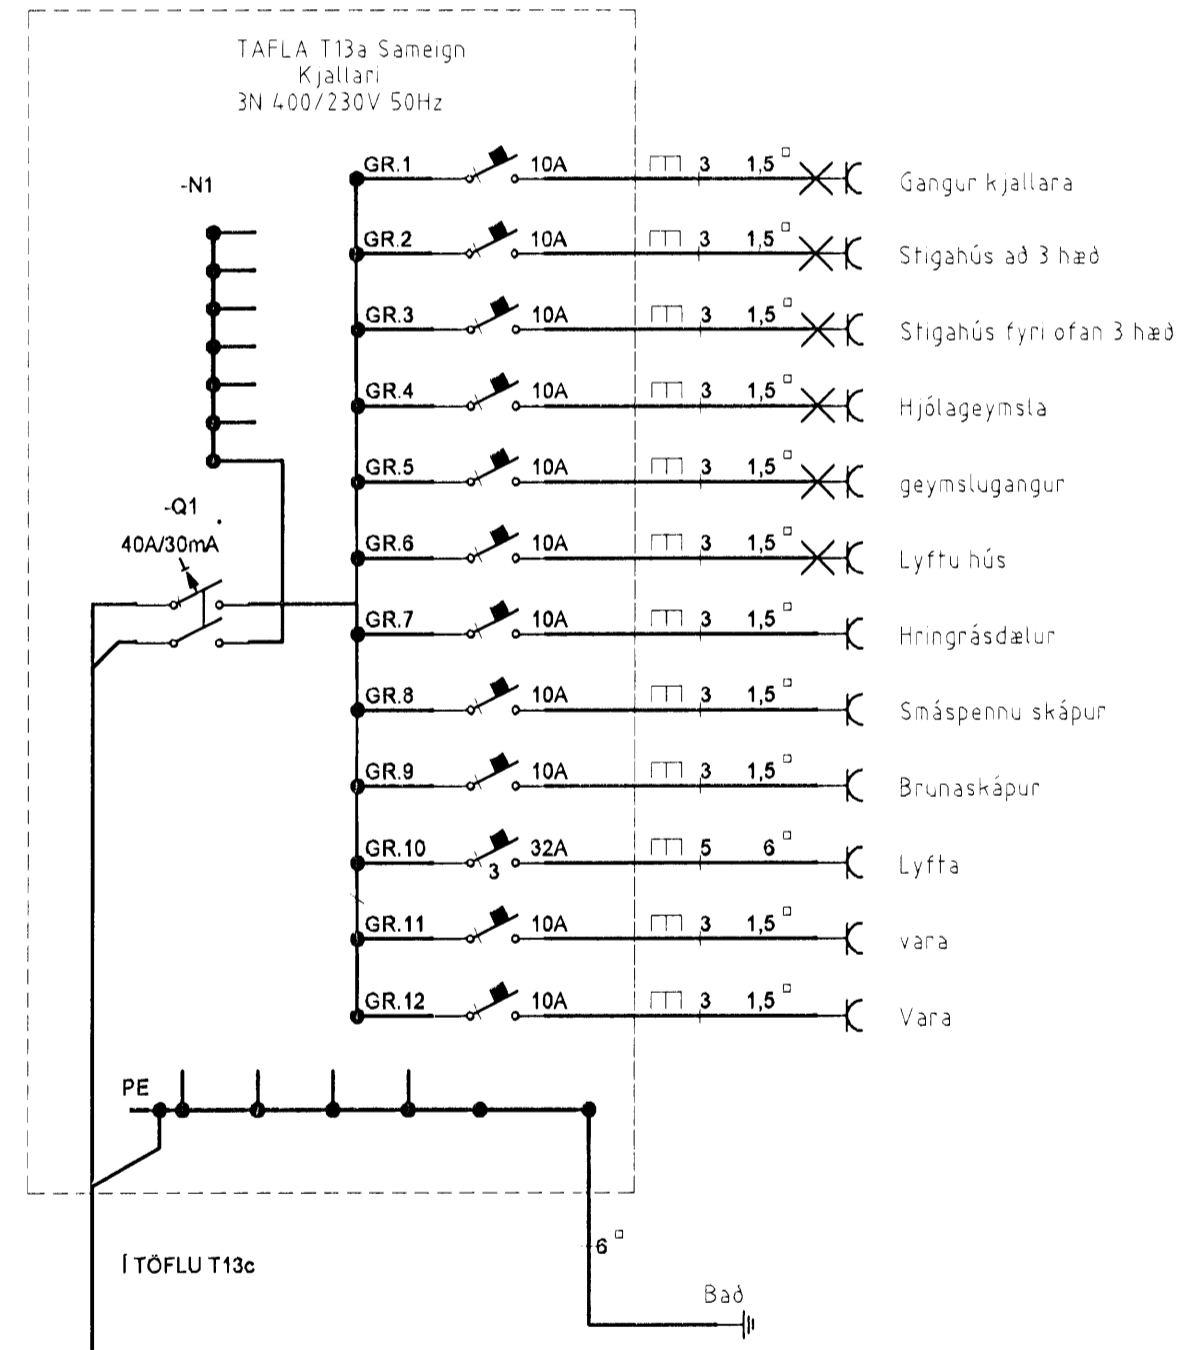 TAFLA T13a Sameign
Kjallari
3N 400/230V 50Hz
-N1
-Q1
40A/30mA
GR.1 10A 3 1,5 Gangur kjallara
GR.2 10A 3 1,5 Stigahús að 3 hæð
GR.3 10A 3 1,5 Stigahús fyri ofan 3 hæð
GR.4 10A 3 1,5 Hjólageymsla
GR.5 10A 3 1,5 geymslugangur
GR.6 10A 3 1,5 Lyftu hús
GR.7 10A 3 1,5 Hringrásdælur
GR.8 10A 3 1,5 Smáspennu skápur
GR.9 10A 3 1,5 Brunaskápur
GR.10 3 32A 5 6 Lyfta
GR.11 10A 3 1,5 vara
GR.12 10A 3 1,5 Vara
PE
6
Í TÖFLU T13c
Bað